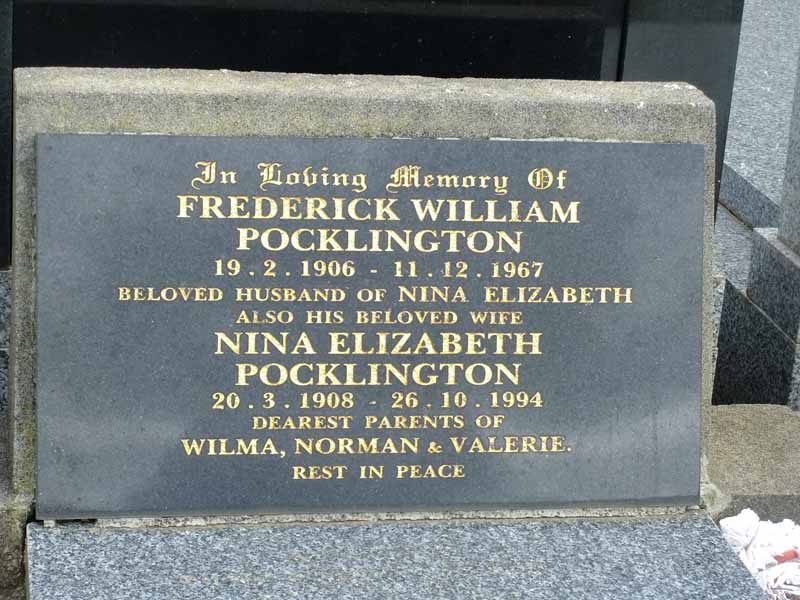 In Loving Memory Of
FREDERICK WILLIAM
POCKLINGTON
19.2.1906 - 11.12.1967
BELOVED HUSBAND OF NINA ELIZABETH
ALSO HIS BELOVED WIFE
NINA ELIZABETH
POCKLINGTON
20.3.1908 - 26.10.1994
DEAREST PARENTS OF
WILMA, NORMAN & VALERIE.
REST IN PEACE